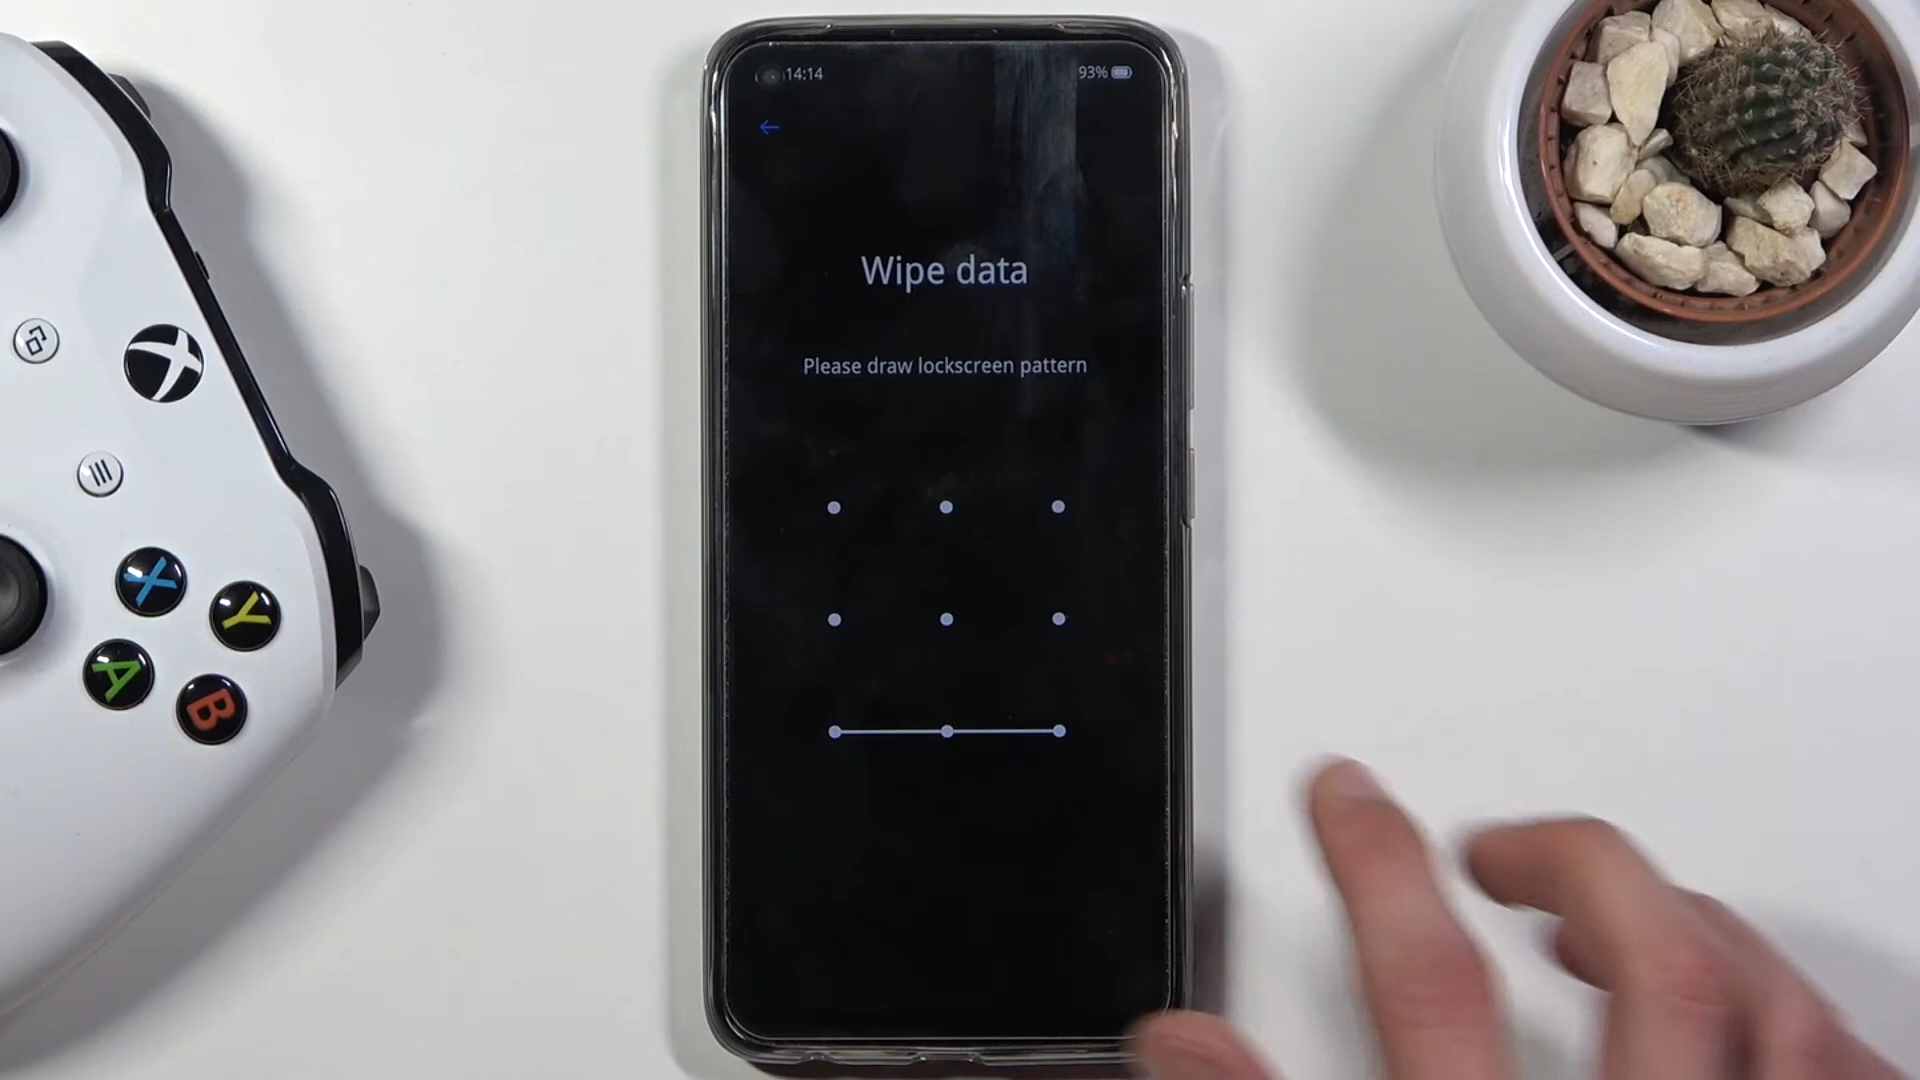 14:14
93%
Wipe data
Please draw lockscreen pattern
X
Y
A
B